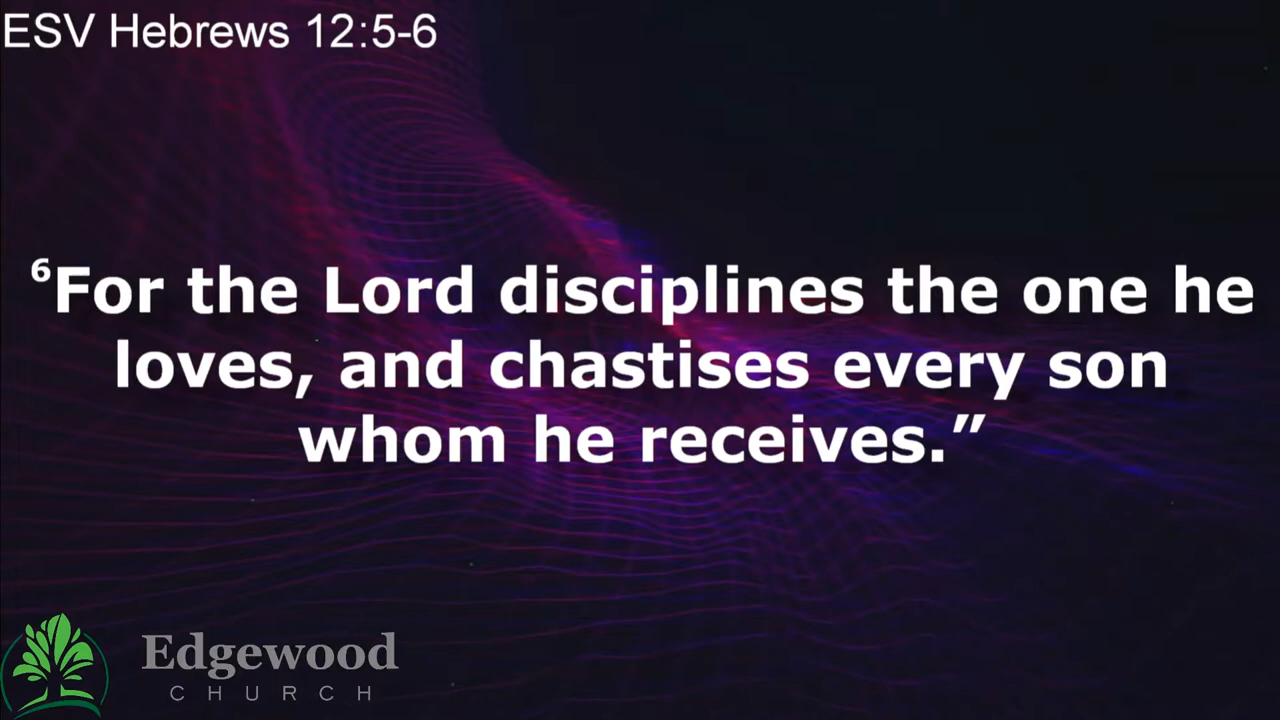 ESV Hebrews 12:5-6
⁶For the Lord disciplines the one he
loves, and chastises every son
whom he receives.”
Edgewood
CHURCH